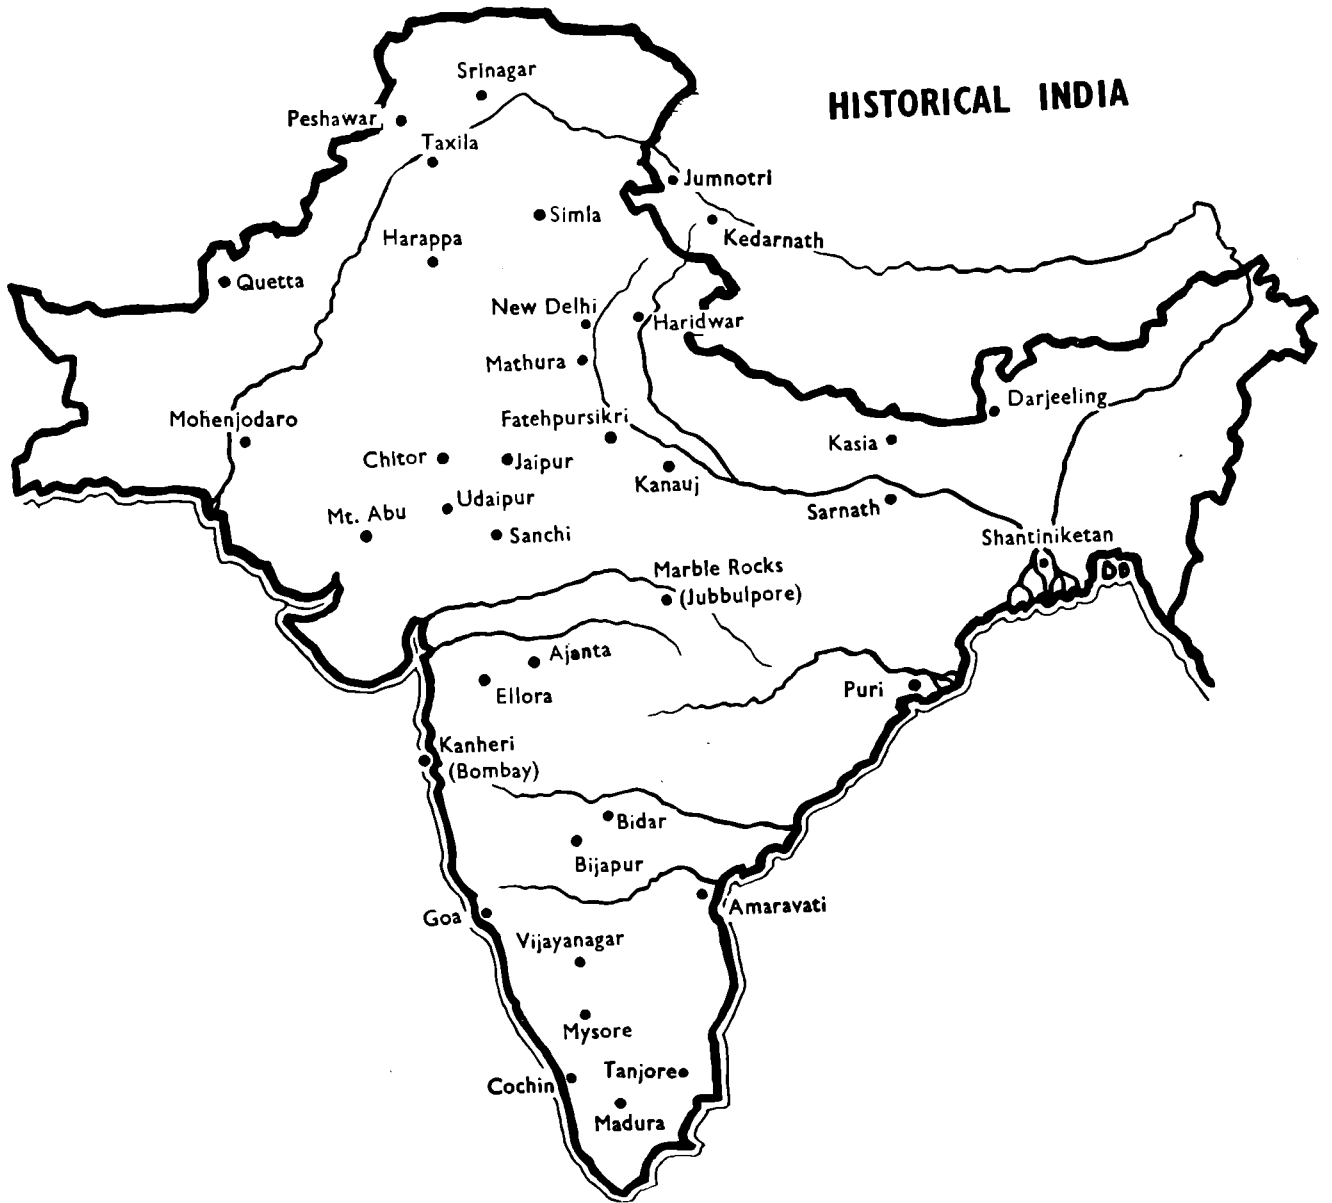 HISTORICAL INDIA
Srinagar
Peshawar
Taxila
Jumnotri
Simla
Kedarnath
Harappa
Quetta
New Delhi
Haridwar
Mathura
Darjeeling
Mohenjodaro
Fatehpursikri
Kasia
Chitor
Jaipur
Kanauj
Udaipur
Sarnath
Mt. Abu
Sanchi
Shantiniketan
Marble Rocks
(Jubbulpore)
Ajanta
Ellora
Puri
Kanheri
(Bombay)
Bidar
Bijapur
Amaravati
Goa
Vijayanagar
Mysore
Tanjore
Cochin
Madura